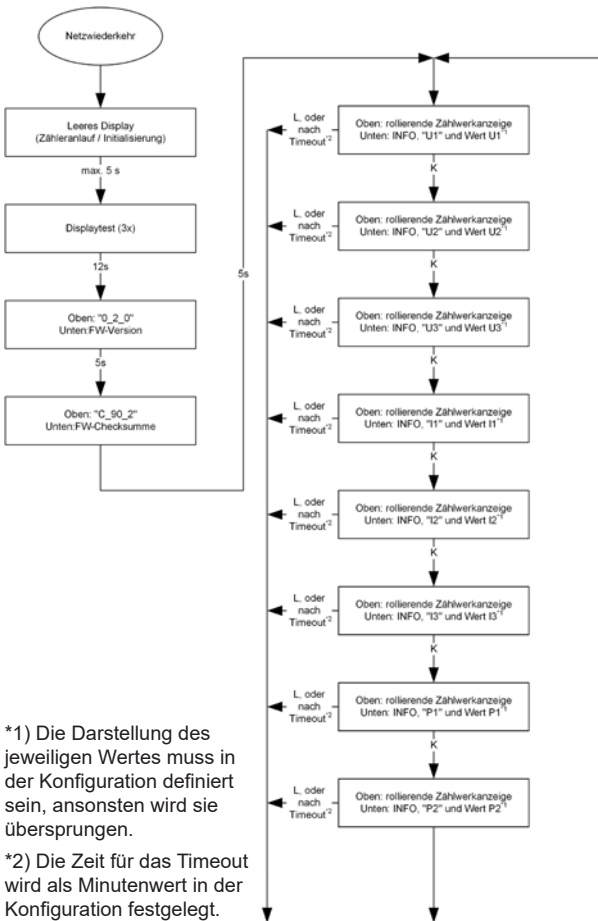 Netzwiederkehr
Leeres Display
(Zähleranlauf / Initialisierung)
max. 5 s
Displaytest (3x)
12s
Oben: "0_2_0"
Unten:FW-Version
5s
Oben: "C_90_2"
Unten:FW-Checksumme
5s
L, oder
nach
Timeout*2
Oben: rollierende Zählwerkanzeige
Unten: INFO, "U1" und Wert U1*1
K
L, oder
nach
Timeout*2
Oben: rollierende Zählwerkanzeige
Unten: INFO, "U2" und Wert U2*1
K
L, oder
nach
Timeout*2
Oben: rollierende Zählwerkanzeige
Unten: INFO, "U3" und Wert U3*1
K
L, oder
nach
Timeout*2
Oben: rollierende Zählwerkanzeige
Unten: INFO, "I1" und Wert I1*1
K
L, oder
nach
Timeout*2
Oben: rollierende Zählwerkanzeige
Unten: INFO, "I2" und Wert I2*1
K
L, oder
nach
Timeout*2
Oben: rollierende Zählwerkanzeige
Unten: INFO, "I3" und Wert I3*1
K
L, oder
nach
Timeout*2
Oben: rollierende Zählwerkanzeige
Unten: INFO, "P1" und Wert P1*1
K
L, oder
nach
Timeout*2
Oben: rollierende Zählwerkanzeige
Unten: INFO, "P2" und Wert P2*1
*1) Die Darstellung des
jeweiligen Wertes muss in
der Konfiguration definiert
sein, ansonsten wird sie
übersprungen.
*2) Die Zeit für das Timeout
wird als Minutenwert in der
Konfiguration festgelegt.